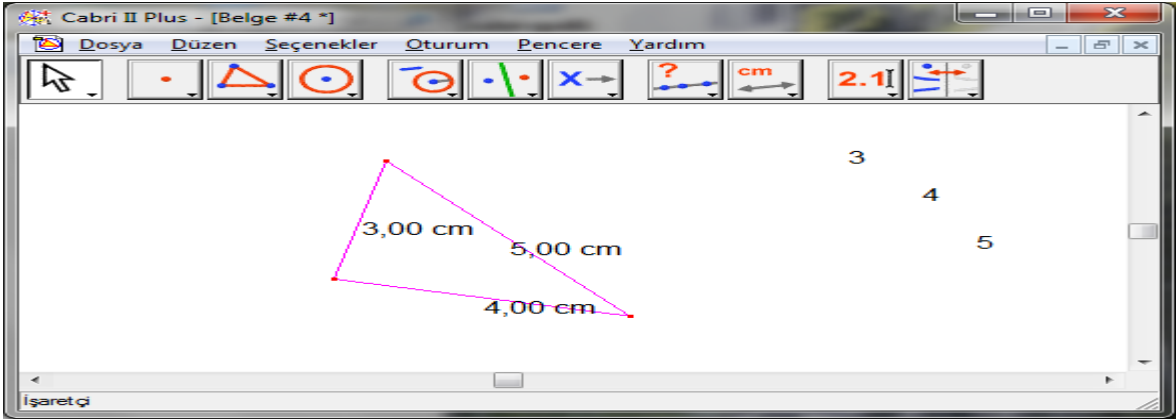 Cabri II Plus - [Belge #4 *]
Dosya Düzen Seçenekler Oturum Pencere Yardım
? cm 2.1
3
4
3,00 cm
5
5,00 cm
4,00 cm
İşaretçi